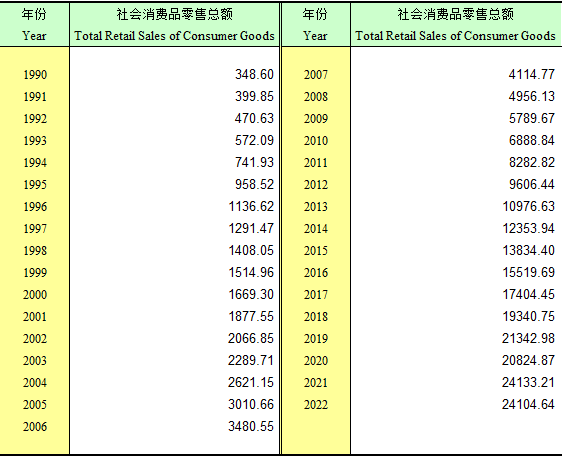 年份 社会消费品零售总额 年份 社会消费品零售总额
Year Total Retail Sales of Consumer Goods Year Total Retail Sales of Consumer Goods
1990 348.60 2007 4114.77
1991 399.85 2008 4956.13
1992 470.63 2009 5789.67
1993 572.09 2010 6888.84
1994 741.93 2011 8282.82
1995 958.52 2012 9606.44
1996 1136.62 2013 10976.63
1997 1291.47 2014 12353.94
1998 1408.05 2015 13834.40
1999 1514.96 2016 15519.69
2000 1669.30 2017 17404.45
2001 1877.55 2018 19340.75
2002 2066.85 2019 21342.98
2003 2289.71 2020 20824.87
2004 2621.15 2021 24133.21
2005 3010.66 2022 24104.64
2006 3480.55